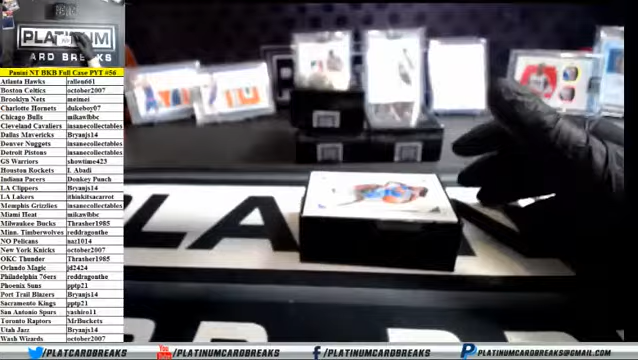 PLATINUM
ARD BREAKS
Panini NT BKB Full Case PYT #56
Atlanta Hawks rallen661
Boston Celtics october2007
Brooklyn Nets meimei
Charlotte Hornets dukeboy07
Chicago Bulls mikawlbbc
Cleveland Cavaliers insanecollectables
Dallas Mavericks Bryanjs14
Denver Nuggets insanecollectables
Detroit Pistons insanecollectables
GS Warriors showtime423
Houston Rockets I. Abadi
Indiana Pacers Donkey Punch
LA Clippers Bryanjs14
LA Lakers ithinkitsacarrot
Memphis Grizzlies insanecollectables
Miami Heat mikawlbbc
Milwaukee Bucks Thrasher1985
Minn. Timberwolves reddragonthe
NO Pelicans naz1014
New York Knicks october2007
OKC Thunder Thrasher1985
Orlando Magic jd2424
Philadelphia 76ers reddragonthe
Phoenix Suns pptp21
Port Trail Blazers Bryanjs14
Sacramento Kings pptp21
San Antonio Spurs yashiro11
Toronto Raptors MrBuckets
Utah Jazz Bryanjs14
Wash Wizards october2007
/PLATCARDBREAKS
/PLATINUMCARDBREAKS
/PLATINUMCARDBREAKS
PLATINUMCARDBREAKS@GMAIL.COM